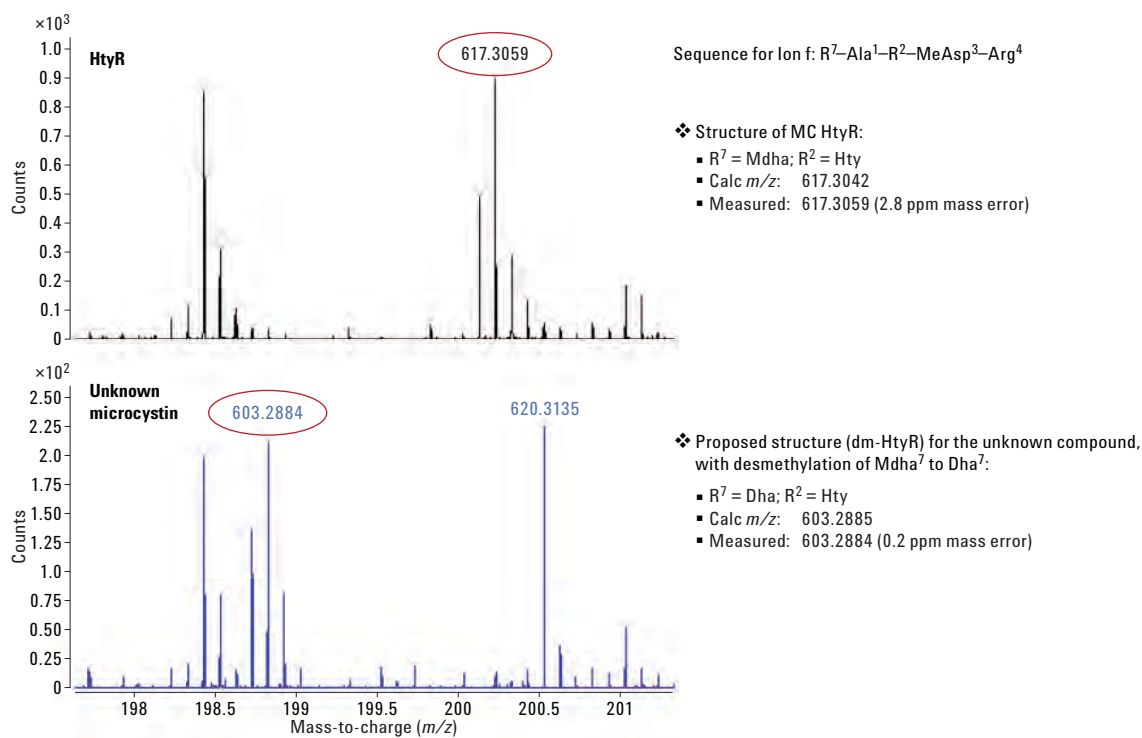 ×10³
1.0
0.9
0.8
0.7
0.6
0.5
0.4
0.3
0.2
0.1
0
Counts
HtyR
617.3059
Sequence for Ion f: R⁷–Ala¹–R²–MeAsp³–Arg⁴
❖ Structure of MC HtyR:
▪ R⁷ = Mdha; R² = Hty
▪ Calc m/z: 617.3042
▪ Measured: 617.3059 (2.8 ppm mass error)
×10²
2.50
2.25
2.0
1.75
1.50
1.25
1.0
0.75
0.50
0.25
0
Counts
Unknown
microcystin
603.2884
620.3135
198
198.5
199
199.5
200
200.5
201
Mass-to-charge (m/z)
❖ Proposed structure (dm-HtyR) for the unknown compound,
with desmethylation of Mdha⁷ to Dha⁷:
▪ R⁷ = Dha; R² = Hty
▪ Calc m/z: 603.2885
▪ Measured: 603.2884 (0.2 ppm mass error)